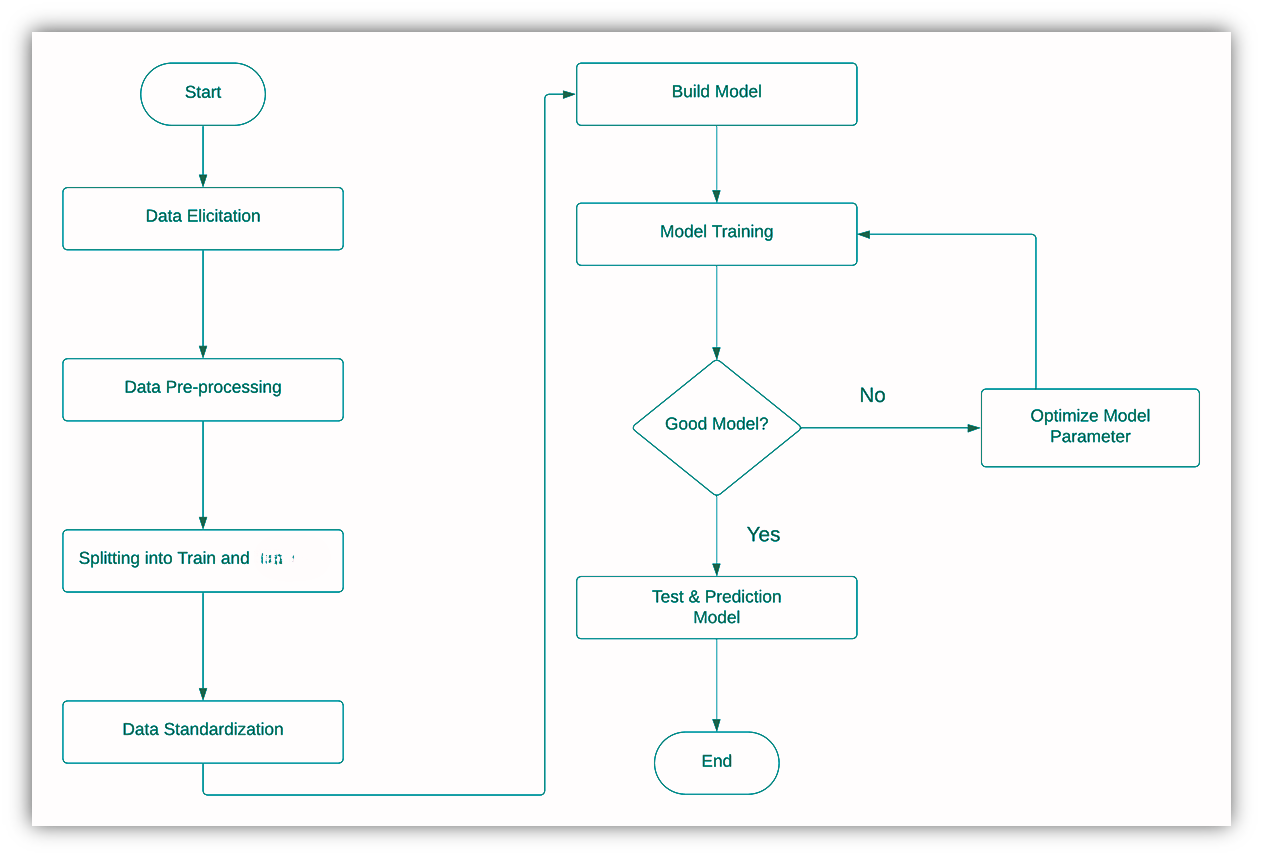 Start
Data Elicitation
Data Pre-processing
Splitting into Train and
Data Standardization
Build Model
Model Training
Good Model?
No
Optimize Model
Parameter
Yes
Test & Prediction
Model
End